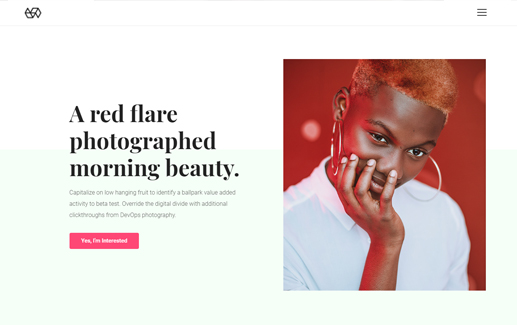 A red flare
photographed
morning beauty.
Capitalize on low hanging fruit to identify a ballpark value added
activity to beta test. Override the digital divide with additional
clickthroughs from DevOps photography.
Yes, I'm Interested